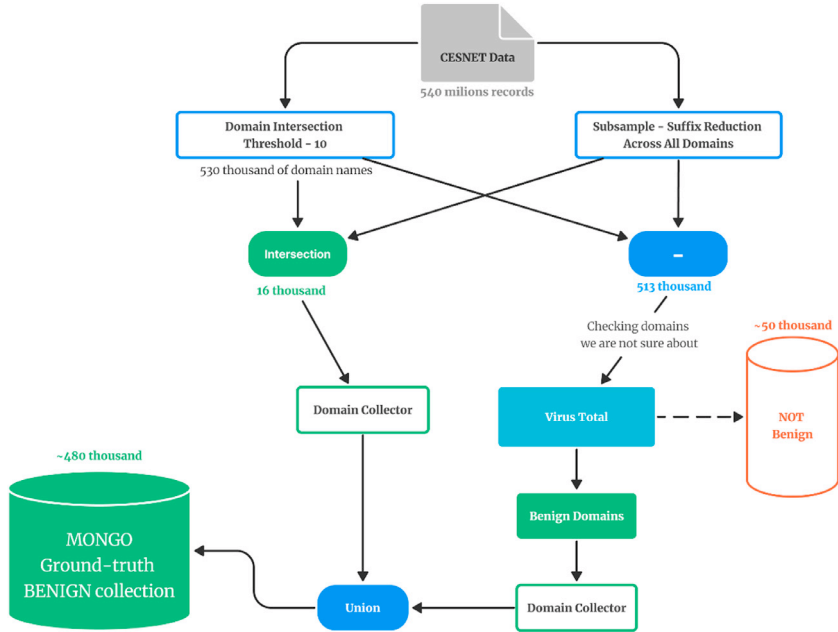 CESNET Data
540 milions records
Domain Intersection
Threshold - 10
Subsample - Suffix Reduction
Across All Domains
530 thousand of domain names
Intersection
-
16 thousand
513 thousand
Checking domains
we are not sure about
~50 thousand
Domain Collector
Virus Total
NOT
Benign
~480 thousand
MONGO
Ground-truth
BENIGN collection
Benign Domains
Union
Domain Collector